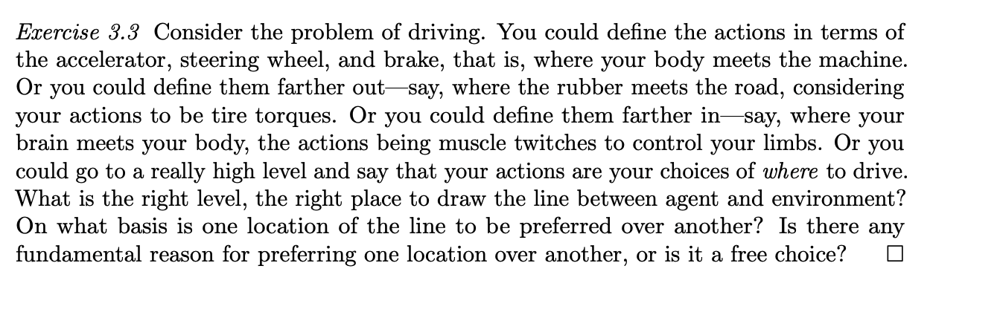 Exercise 3.3 Consider the problem of driving. You could define the actions in terms of
the accelerator, steering wheel, and brake, that is, where your body meets the machine.
Or you could define them farther out—say, where the rubber meets the road, considering
your actions to be tire torques. Or you could define them farther in—say, where your
brain meets your body, the actions being muscle twitches to control your limbs. Or you
could go to a really high level and say that your actions are your choices of where to drive.
What is the right level, the right place to draw the line between agent and environment?
On what basis is one location of the line to be preferred over another? Is there any
fundamental reason for preferring one location over another, or is it a free choice? □